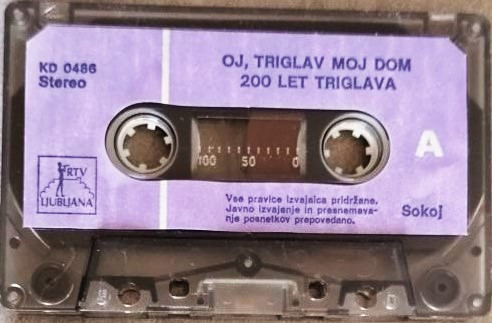 KD 0486
Stereo
OJ, TRIGLAV MOJ DOM
200 LET TRIGLAVA
A
100 50 0
RTV
LJUBLJANA
Vse pravice izvajalca pridržane.
Javno izvajanje in presnemava-
nje posnetkov prepovedano.
Sokoj